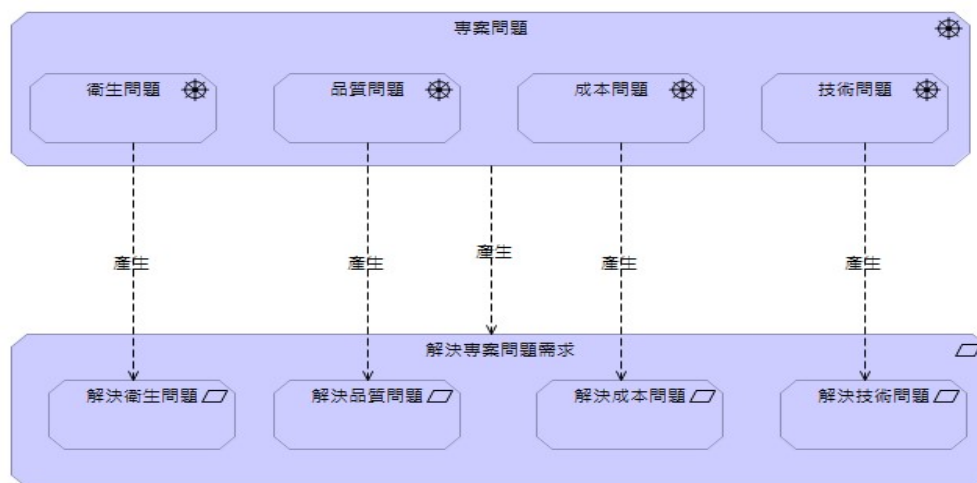 專案問題
衛生問題
品質問題
成本問題
技術問題
產生
產生
產生
產生
產生
解決專案問題需求
解決衛生問題
解決品質問題
解決成本問題
解決技術問題